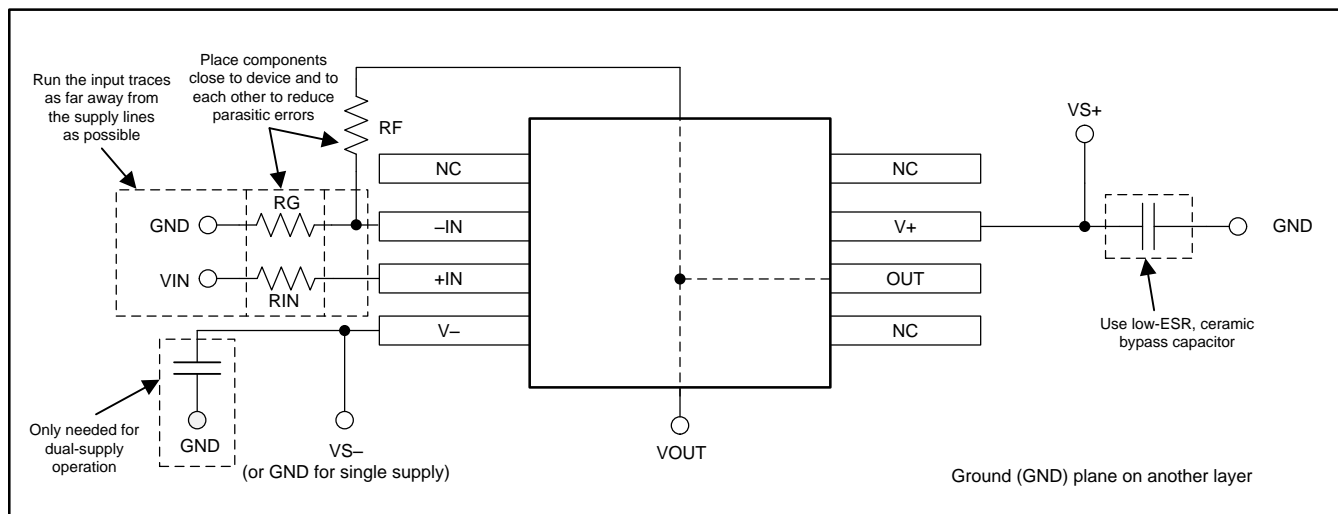 Run the input traces
as far away from
the supply lines
as possible
Place components
close to device and to
each other to reduce
parasitic errors
RF
VS+
NC
NC
RG
GND
–IN
V+
GND
VIN
RIN
+IN
OUT
V–
NC
Use low-ESR, ceramic
bypass capacitor
Only needed for
dual-supply
operation
GND
VS–
(or GND for single supply)
VOUT
Ground (GND) plane on another layer